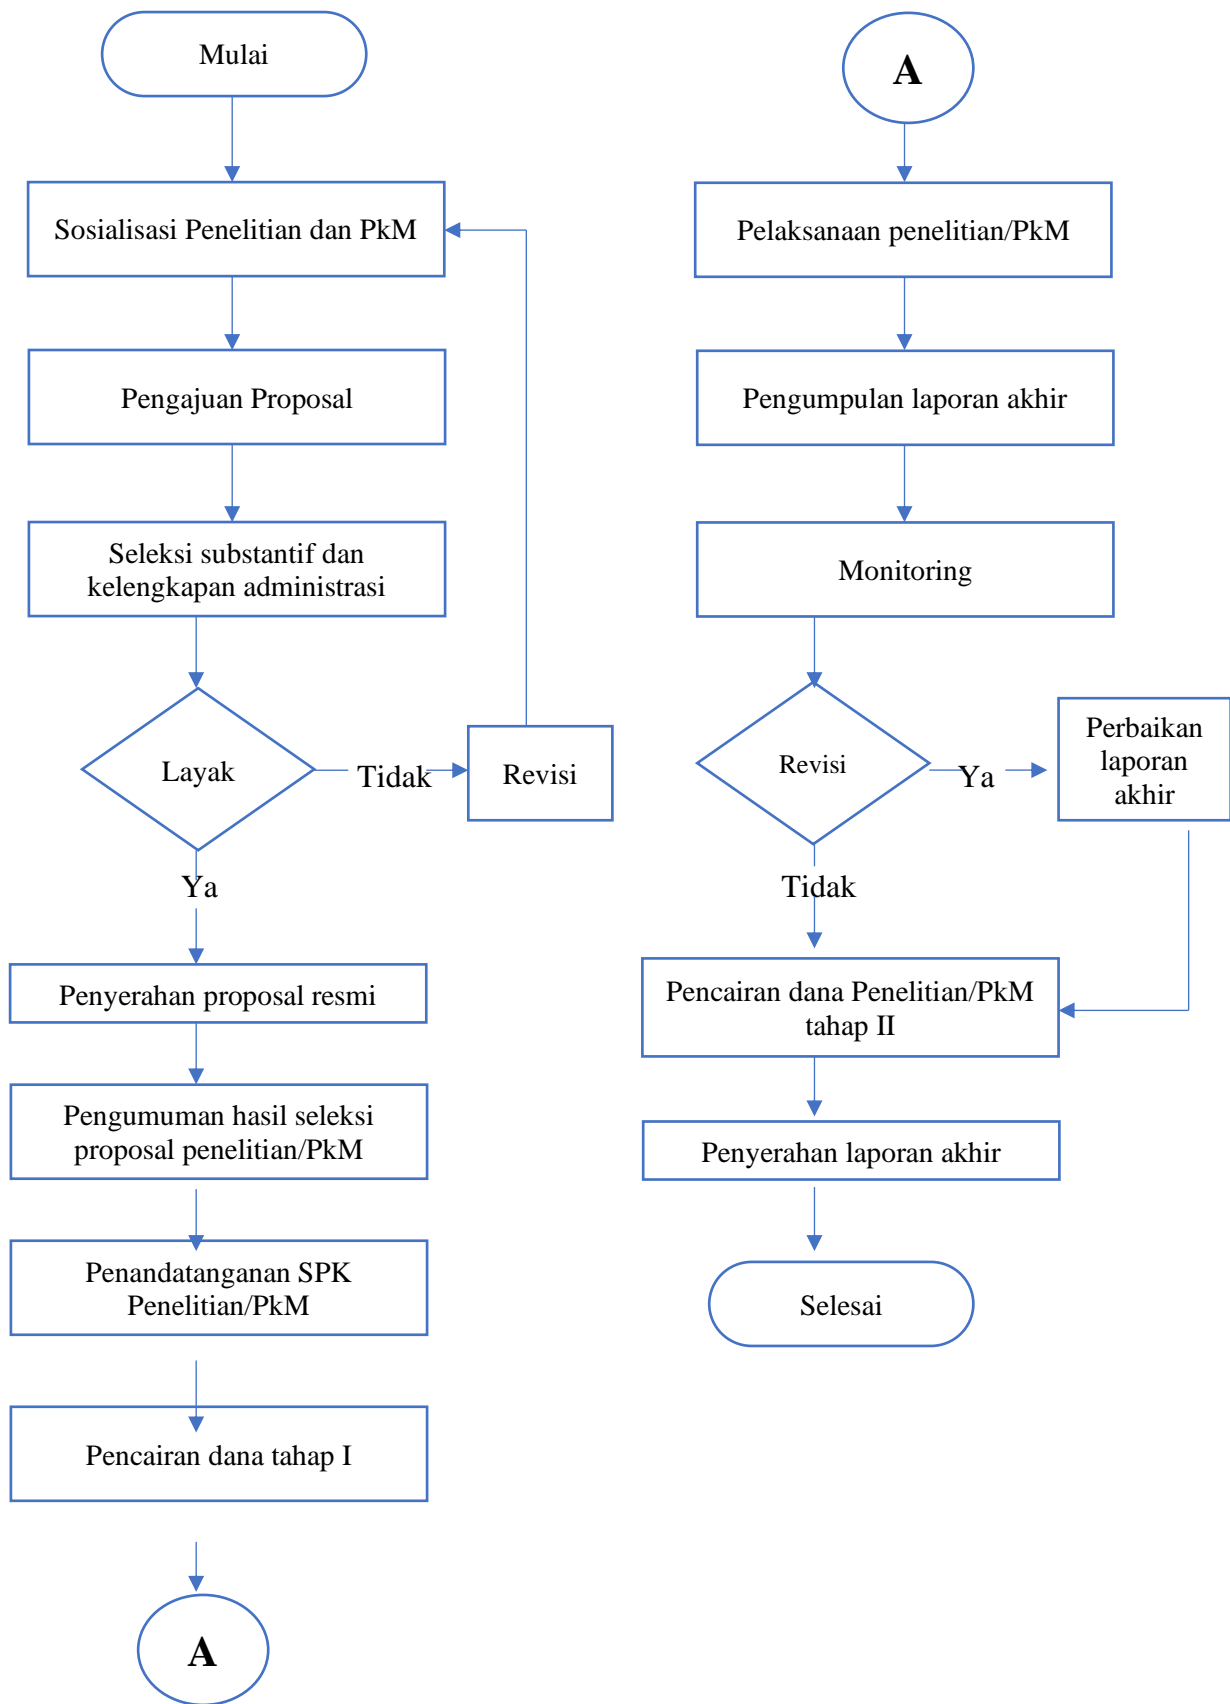 Mulai
Sosialisasi Penelitian dan PkM
Pengajuan Proposal
Seleksi substantif dan
kelengkapan administrasi
Layak
Tidak
Revisi
Ya
Penyerahan proposal resmi
Pengumuman hasil seleksi
proposal penelitian/PkM
Penandatanganan SPK
Penelitian/PkM
Pencairan dana tahap I
A
A
Pelaksanaan penelitian/PkM
Pengumpulan laporan akhir
Monitoring
Revisi
Ya
Perbaikan
laporan
akhir
Tidak
Pencairan dana Penelitian/PkM
tahap II
Penyerahan laporan akhir
Selesai